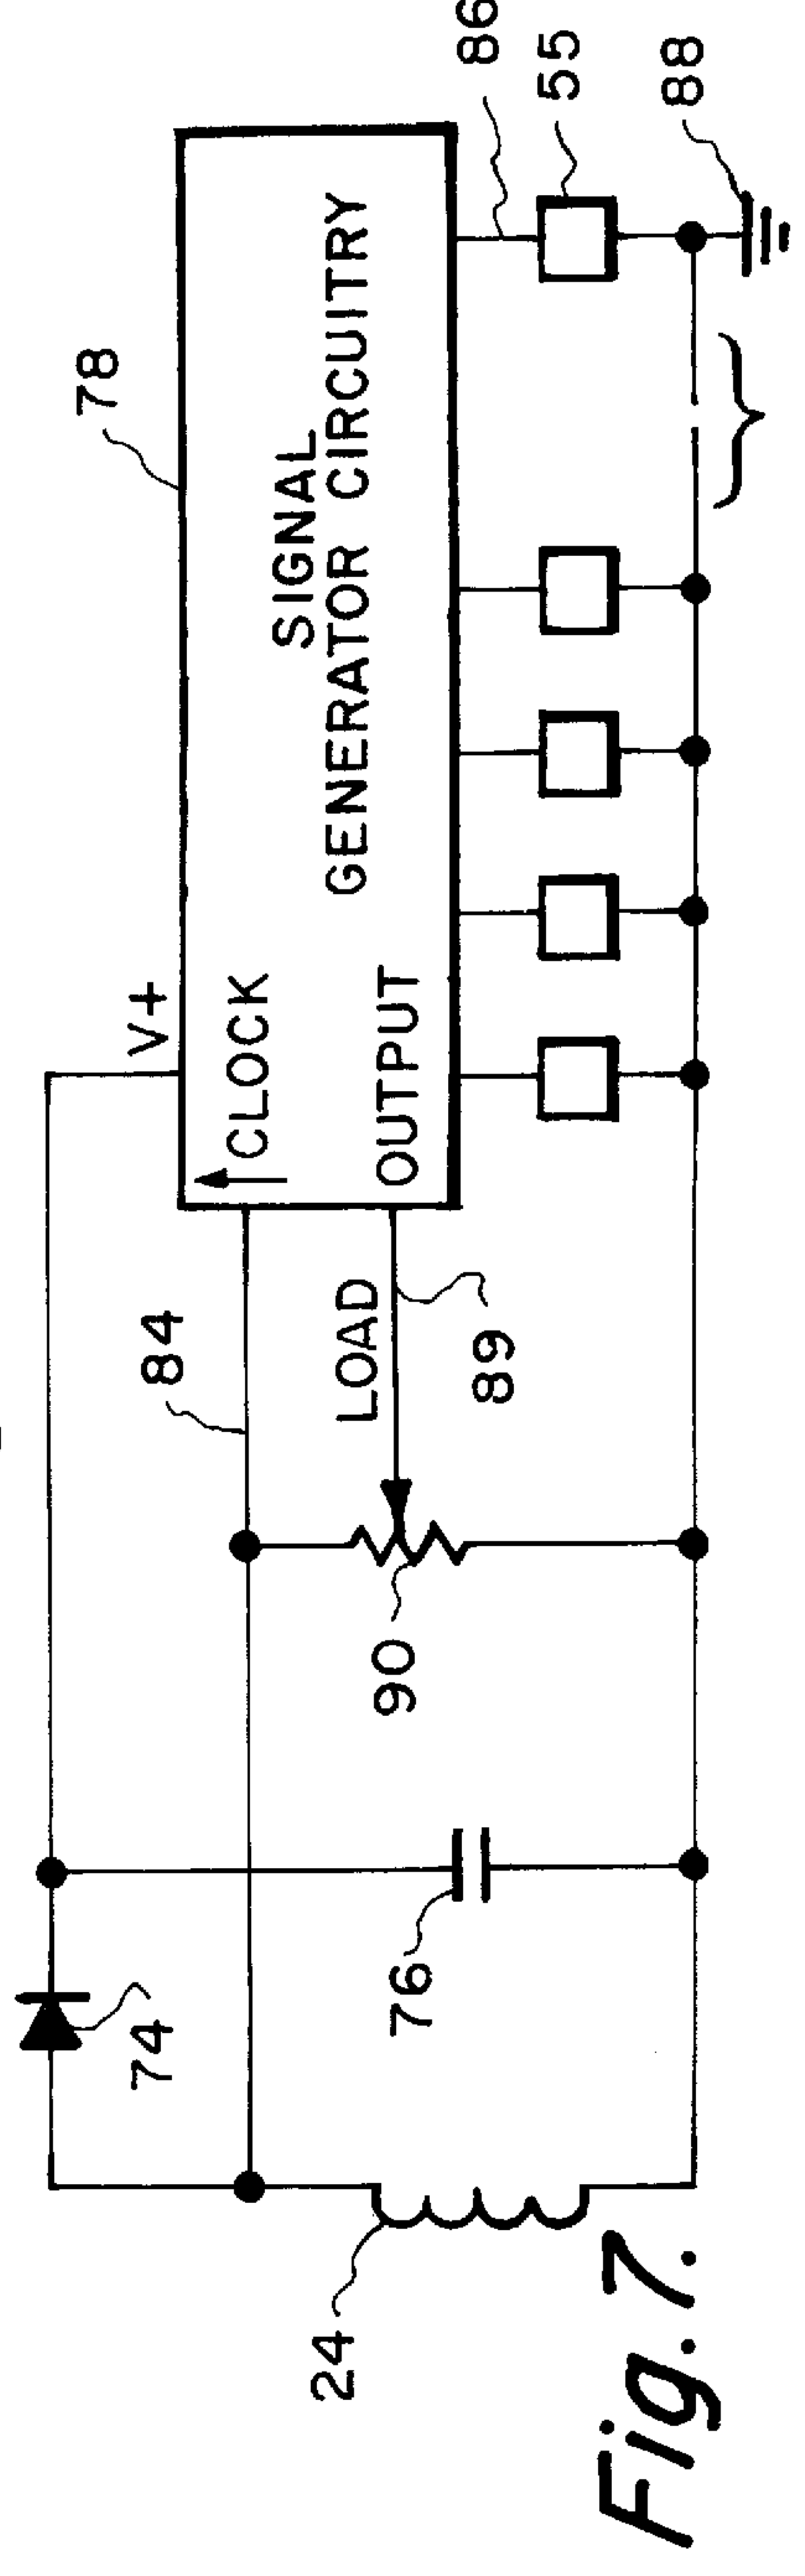 86
55
88
78
SIGNAL
GENERATOR CIRCUITRY
V+
CLOCK
OUTPUT
84
LOAD
89
90
76
74
24
Fig. 7.